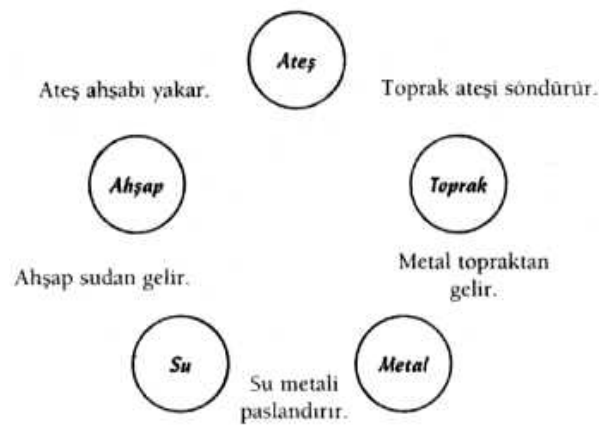 Ateş
Ateş ahşabı yakar.
Toprak ateşi söndürür.
Ahşap
Toprak
Ahşap sudan gelir.
Metal topraktan
gelir.
Su
Metal
Su metali
paslandırır.